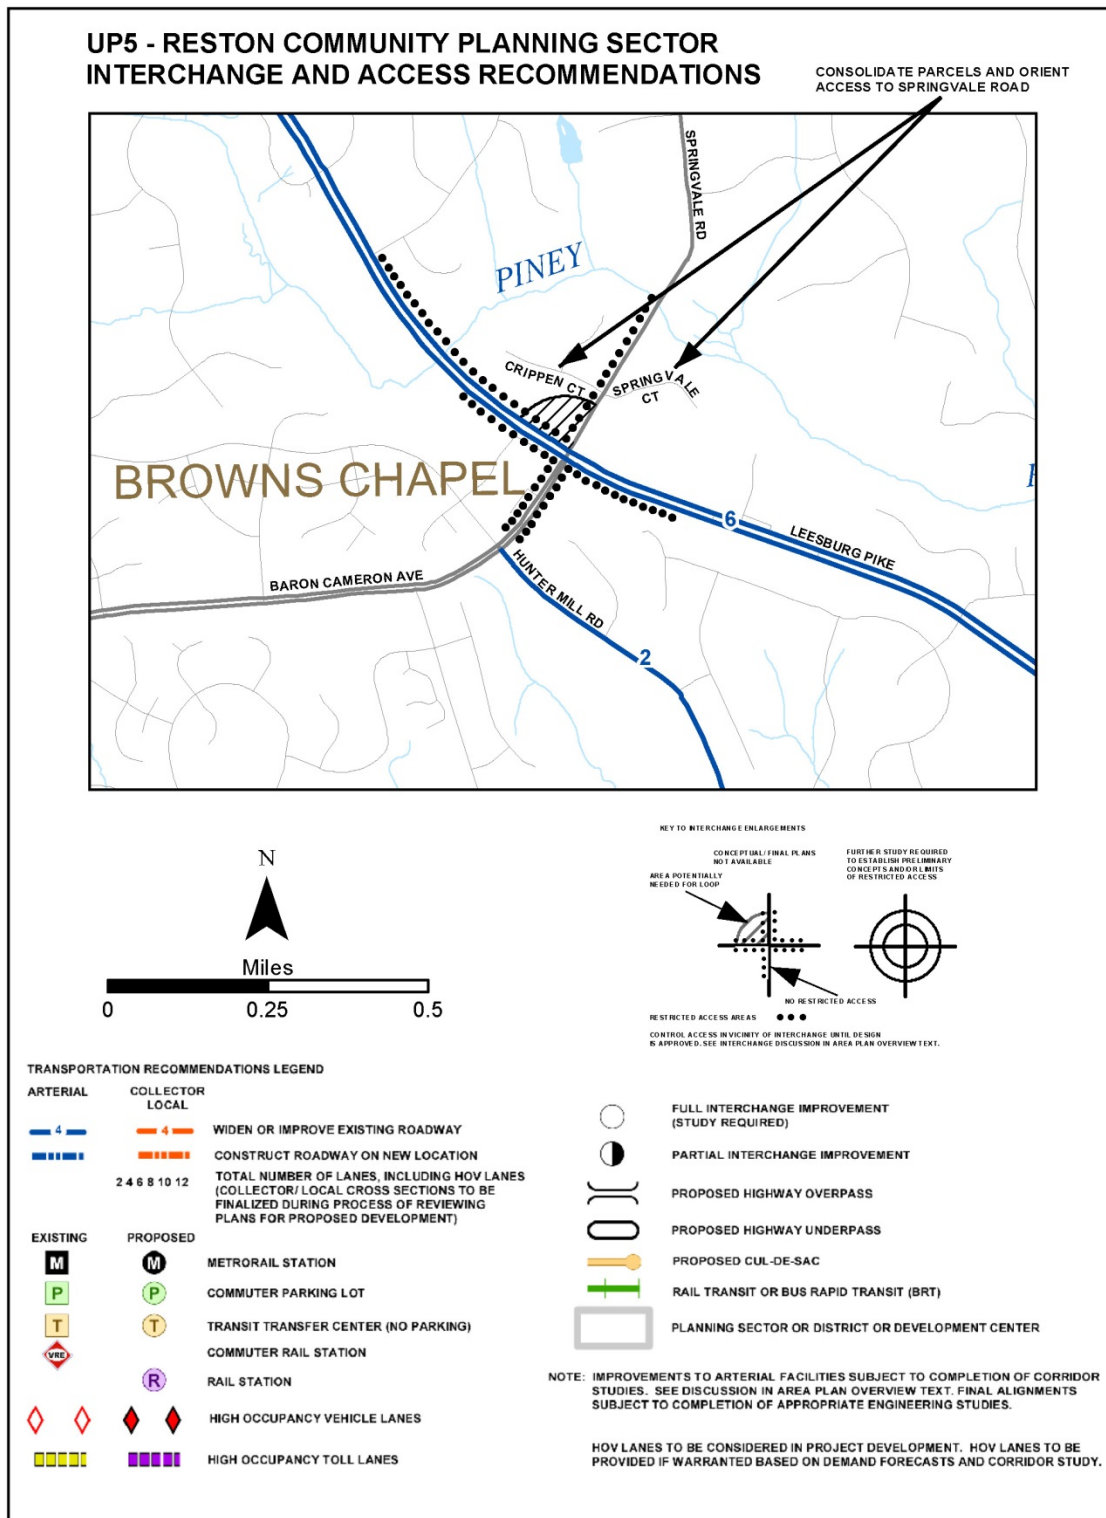 UP5 - RESTON COMMUNITY PLANNING SECTOR
INTERCHANGE AND ACCESS RECOMMENDATIONS
CONSOLIDATE PARCELS AND ORIENT
ACCESS TO SPRINGVALE ROAD
SPRINGVALE RD
PINEY
CRIPPEN CT
SPRINGVALE
CT
BROWNS CHAPEL
6
LEESBURG PIKE
BARON CAMERON AVE
HUNTER MILL RD
2
N
Miles
0 0.25 0.5
KEY TO INTERCHANGE ENLARGEMENTS
CONCEPTUAL/FINAL PLANS
NOT AVAILABLE
AREA POTENTIALLY
NEEDED FOR LOOP
FURTHER STUDY REQUIRED
TO ESTABLISH PRELIMINARY
CONCEPTS AND/OR LIMITS
OF RESTRICTED ACCESS
NO RESTRICTED ACCESS
RESTRICTED ACCESS AREAS
CONTROL ACCESS IN VICINITY OF INTERCHANGE UNTIL DESIGN
IS APPROVED. SEE INTERCHANGE DISCUSSION IN AREA PLAN OVERVIEW TEXT.
TRANSPORTATION RECOMMENDATIONS LEGEND
ARTERIAL COLLECTOR
LOCAL
4 4 WIDEN OR IMPROVE EXISTING ROADWAY
CONSTRUCT ROADWAY ON NEW LOCATION
2 4 6 8 10 12 TOTAL NUMBER OF LANES, INCLUDING HOV LANES
(COLLECTOR/ LOCAL CROSS SECTIONS TO BE
FINALIZED DURING PROCESS OF REVIEWING
PLANS FOR PROPOSED DEVELOPMENT)
EXISTING PROPOSED
M M METRORAIL STATION
P P COMMUTER PARKING LOT
T T TRANSIT TRANSFER CENTER (NO PARKING)
VRE COMMUTER RAIL STATION
R RAIL STATION
HIGH OCCUPANCY VEHICLE LANES
HIGH OCCUPANCY TOLL LANES
FULL INTERCHANGE IMPROVEMENT
(STUDY REQUIRED)
PARTIAL INTERCHANGE IMPROVEMENT
PROPOSED HIGHWAY OVERPASS
PROPOSED HIGHWAY UNDERPASS
PROPOSED CUL-DE-SAC
RAIL TRANSIT OR BUS RAPID TRANSIT (BRT)
PLANNING SECTOR OR DISTRICT OR DEVELOPMENT CENTER
NOTE: IMPROVEMENTS TO ARTERIAL FACILITIES SUBJECT TO COMPLETION OF CORRIDOR
STUDIES. SEE DISCUSSION IN AREA PLAN OVERVIEW TEXT. FINAL ALIGNMENTS
SUBJECT TO COMPLETION OF APPROPRIATE ENGINEERING STUDIES.
HOV LANES TO BE CONSIDERED IN PROJECT DEVELOPMENT. HOV LANES TO BE
PROVIDED IF WARRANTED BASED ON DEMAND FORECASTS AND CORRIDOR STUDY.